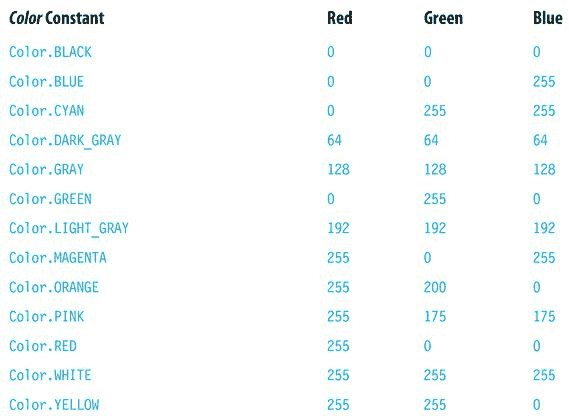 Color Constant Red Green Blue
Color.BLACK 0 0 0
Color.BLUE 0 0 255
Color.CYAN 0 255 255
Color.DARK_GRAY 64 64 64
Color.GRAY 128 128 128
Color.GREEN 0 255 0
Color.LIGHT_GRAY 192 192 192
Color.MAGENTA 255 0 255
Color.ORANGE 255 200 0
Color.PINK 255 175 175
Color.RED 255 0 0
Color.WHITE 255 255 255
Color.YELLOW 255 255 0